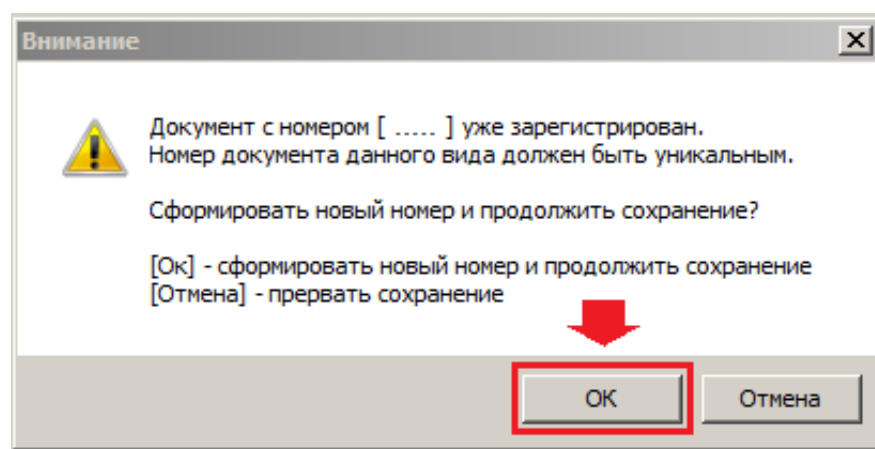 Внимание
Документ с номером [ ..... ] уже зарегистрирован.
Номер документа данного вида должен быть уникальным.
Сформировать новый номер и продолжить сохранение?
[Ок] - сформировать новый номер и продолжить сохранение
[Отмена] - прервать сохранение
ОК
Отмена